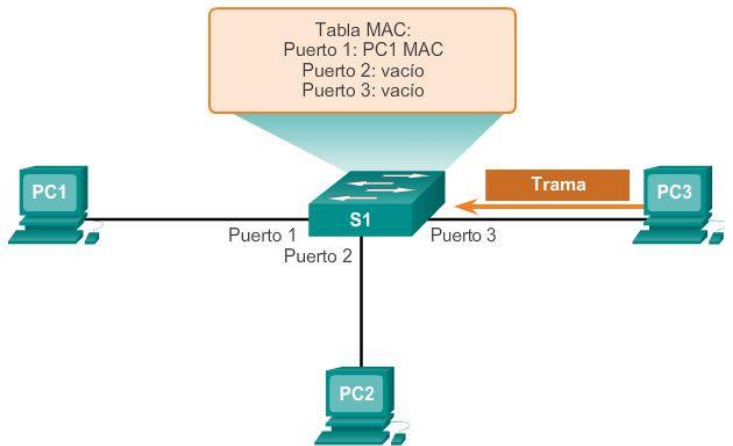 Tabla MAC:
Puerto 1: PC1 MAC
Puerto 2: vacío
Puerto 3: vacío
PC1
Trama
PC3
S1
Puerto 1
Puerto 3
Puerto 2
PC2